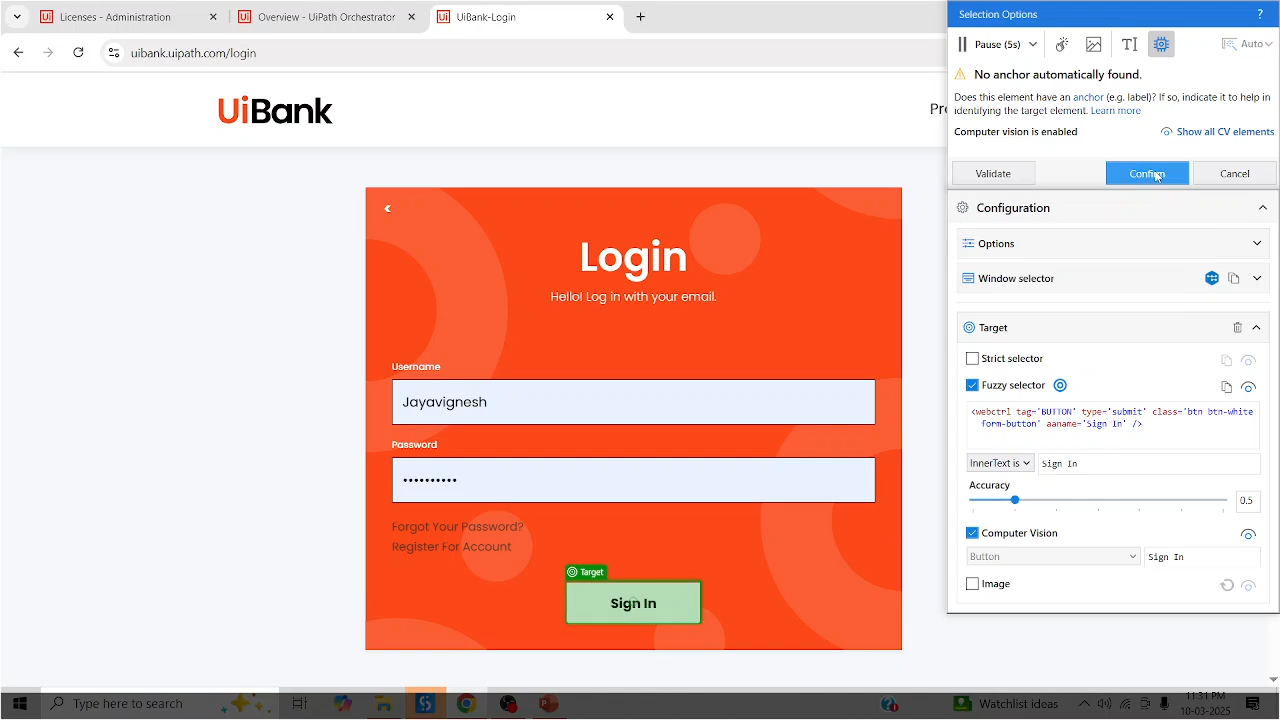 Licenses - Administration
Overview - UiPath Orchestrator
UiBank-Login
uibank.uipath.com/login
Selection Options
Pause (5s)
Auto
No anchor automatically found.
Does this element have an anchor (e.g. label)? If so, indicate it to help in
identifying the target element. Learn more
Computer vision is enabled
Show all CV elements
Validate
Confirm
Cancel
Configuration
Options
Window selector
Target
Strict selector
Fuzzy selector
<webctrl tag='BUTTON' type='submit' class='btn btn-white
form-button' aaname='Sign In' />
InnerText is
Sign In
Accuracy
0.5
Computer Vision
Button
Sign In
Image
UiBank
Login
Hello! Log in with your email.
Username
Jayavignesh
Password
••••••••••
Forgot Your Password?
Register For Account
Target
Sign In
Type here to search
Watchlist ideas
11:31 PM
10-03-2025